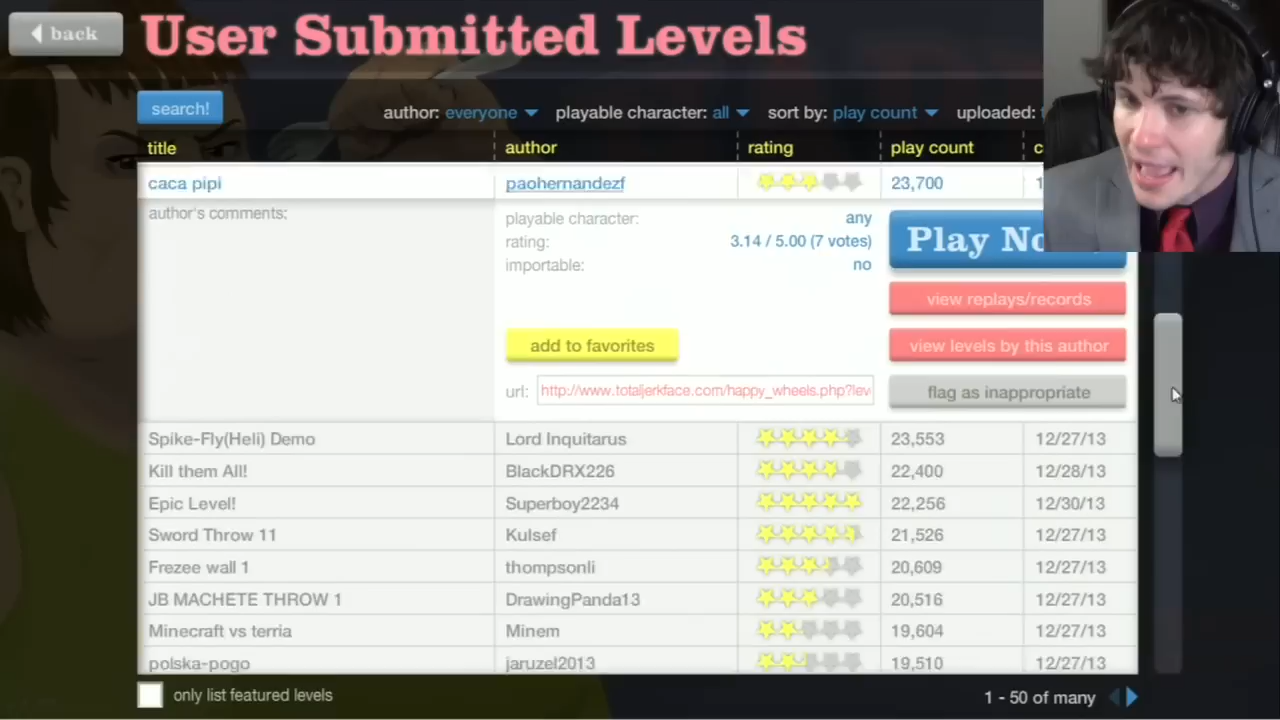 back
User Submitted Levels
search!
author: everyone playable character: all sort by: play count uploaded:
title author rating play count
caca pipi paohernandezf 23,700
author's comments:
playable character: any
rating: 3.14 / 5.00 (7 votes)
importable: no
Play
view replays/records
add to favorites
view levels by this author
url: http://www.totaljerkface.com/happy_wheels.php?lev
flag as inappropriate
Spike-Fly(Heli) Demo Lord Inquitarus 23,553 12/27/13
Kill them All! BlackDRX226 22,400 12/28/13
Epic Level! Superboy2234 22,256 12/30/13
Sword Throw 11 Kulsef 21,526 12/27/13
Frezee wall 1 thompsonli 20,609 12/27/13
JB MACHETE THROW 1 DrawingPanda13 20,516 12/27/13
Minecraft vs terria Minem 19,604 12/27/13
polska-pogo jaruzel2013 19,510 12/27/13
only list featured levels
1 - 50 of many